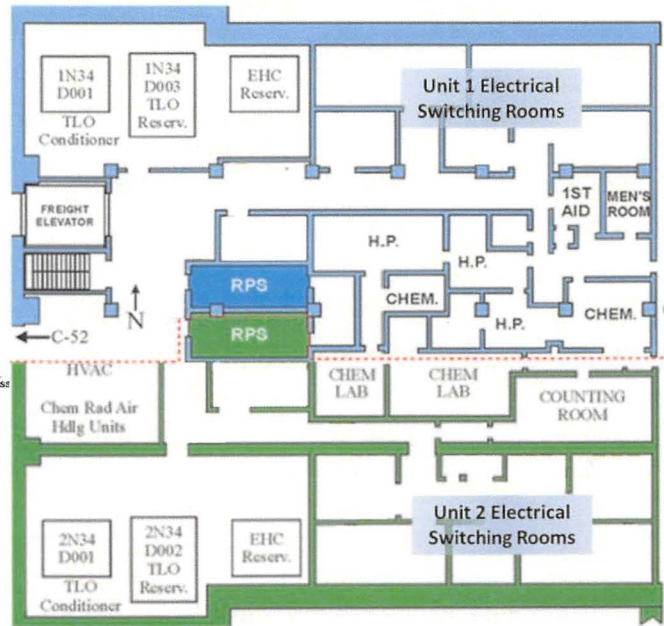 1N34
D001
TLO
Conditioner
1N34
D003
TLO
Reserv.
EHC
Reserv.
Unit 1 Electrical
Switching Rooms
FREIGHT
ELEVATOR
1ST
AID
MEN'S
ROOM
H.P.
H.P.
RPS
CHEM.
CHEM.
N
H.P.
RPS
C-52
HVAC
Chem Rad Air
Hdlg Units
CHEM
LAB
CHEM
LAB
COUNTING
ROOM
2N34
D001
TLO
Conditioner
2N34
D002
TLO
Reserv.
EHC
Reserv.
Unit 2 Electrical
Switching Rooms